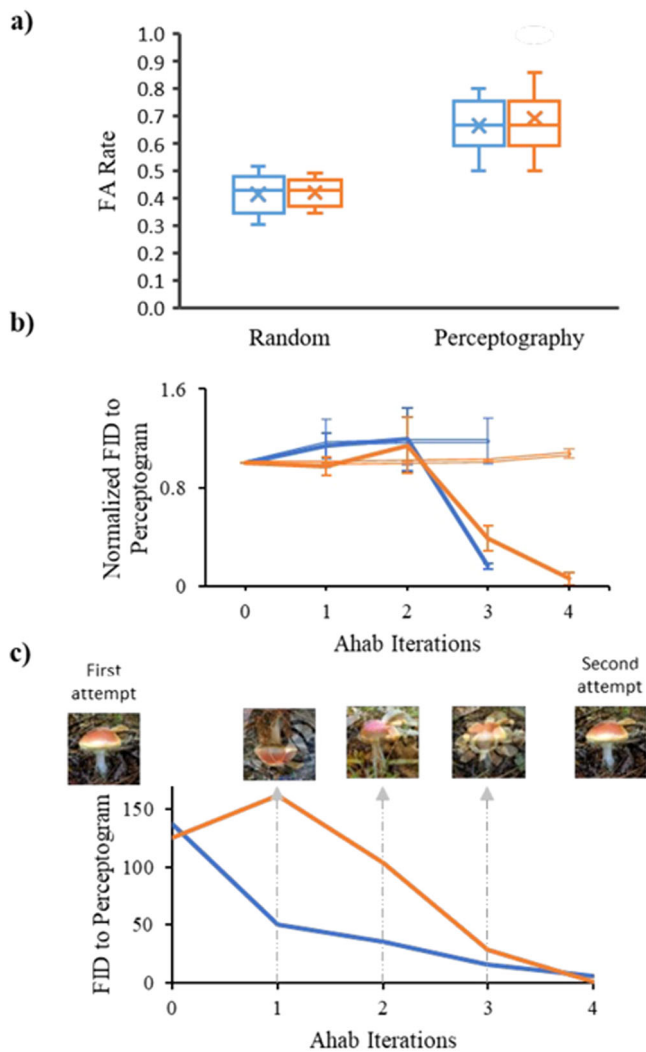 a)
1.0
0.9
0.8
0.7
0.6
0.5
0.4
0.3
0.2
0.1
0.0
FA Rate
Random Perceptography
b)
1.6
0.8
0
Normalized FID to
Perceptogram
0 1 2 3 4
Ahab Iterations
c)
First
attempt
Second
attempt
150
100
50
0
FID to Perceptogram
0 1 2 3 4
Ahab Iterations